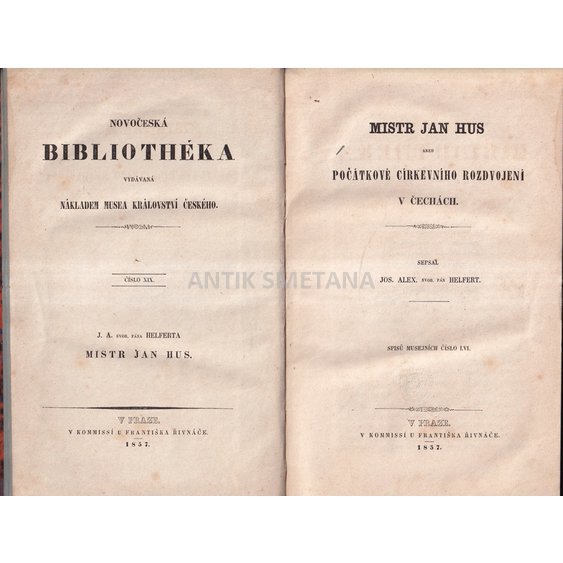 NOVOČESKÁ
BIBLIOTHÉKA
VYDÁVANÁ
NÁKLADEM MUSEA KRÁLOVSTVÍ ČESKÉHO.
ČÍSLO XIX.
J. A. SVOB. PÁNA HELFERTA
MISTR JAN HUS.
V PRAZE.
V KOMMISSÍ U FRANTIŠKA ŘIVNÁČE.
1857.
MISTR JAN HUS
ANEB
POČÁTKOVÉ CÍRKEVNÍHO ROZDVOJENÍ
V ČECHÁCH.
SEPSAL
JOS. ALEX. SVOB. PÁN HELFERT.
SPISŮ MUSEJNÍCH ČÍSLO LVI.
V PRAZE.
V KOMMISSÍ U FRANTIŠKA ŘIVNÁČE.
1857.
ANTIK SMETANA